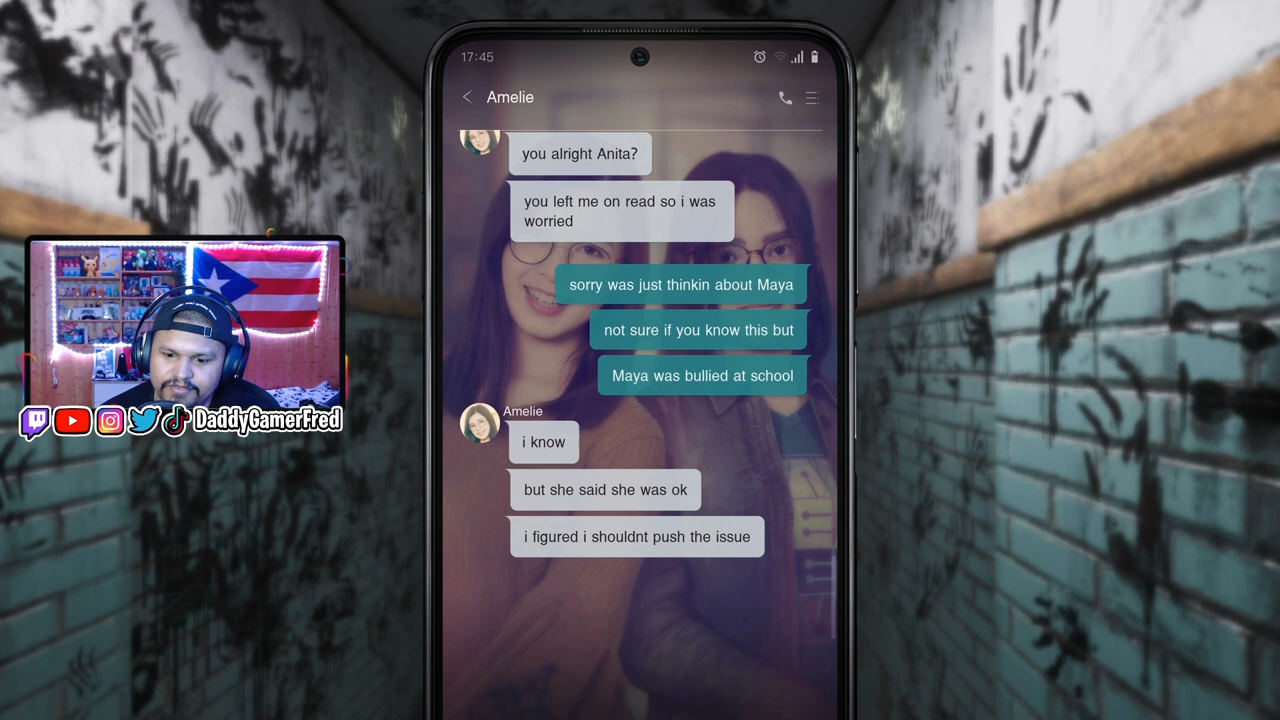 17:45
Amelie
you alright Anita?
you left me on read so i was
worried
sorry was just thinkin about Maya
not sure if you know this but
Maya was bullied at school
Amelie
i know
but she said she was ok
i figured i shouldnt push the issue
DaddyGamerFred